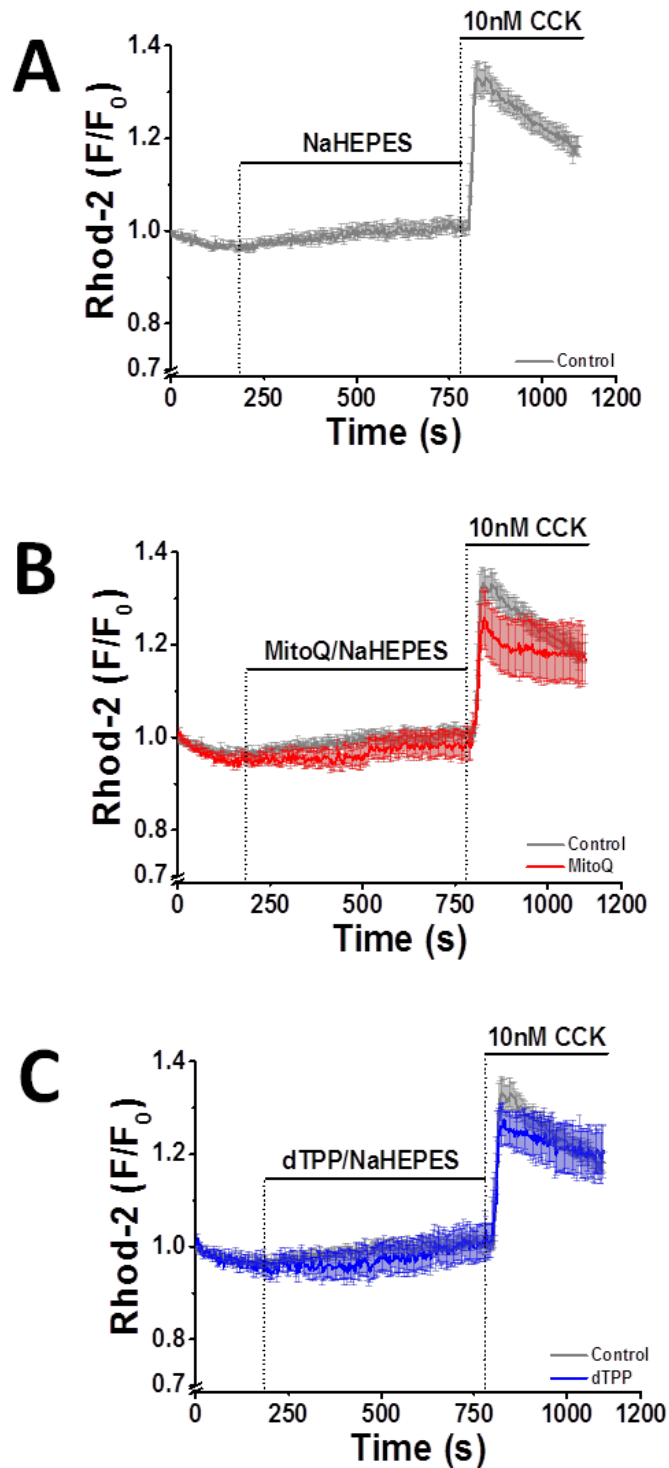 A
10nM CCK
NaHEPES
Rhod-2 (F/F0)
1.4
1.2
1.0
0.8
0.7
Control
0 250 500 750 1000 1200
Time (s)
B
10nM CCK
MitoQ/NaHEPES
Rhod-2 (F/F0)
1.4
1.2
1.0
0.8
0.7
Control
MitoQ
0 250 500 750 1000 1200
Time (s)
C
10nM CCK
dTPP/NaHEPES
Rhod-2 (F/F0)
1.4
1.2
1.0
0.8
0.7
Control
dTPP
0 250 500 750 1000 1200
Time (s)